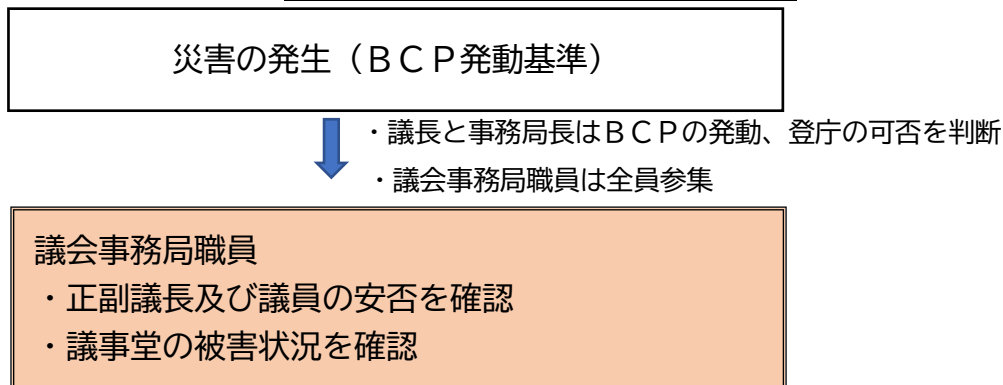 災害の発生（ＢＣＰ発動基準）
・議長と事務局長はＢＣＰの発動、登庁の可否を判断
・議会事務局職員は全員参集
議会事務局職員
・正副議長及び議員の安否を確認
・議事堂の被害状況を確認